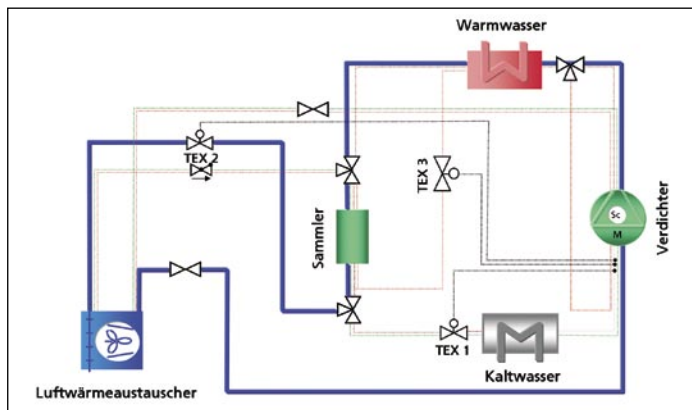 Warmwasser
TEX 2
TEX 3
Sc
M
Verdichter
Sammler
TEX 1
Kaltwasser
Luftwärmeaustauscher